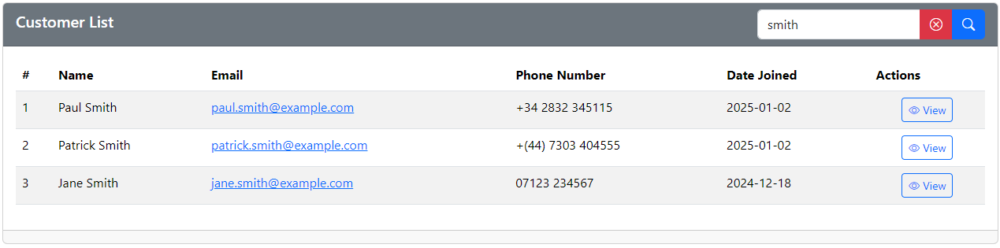 Customer List smith
# Name Email Phone Number Date Joined Actions
1 Paul Smith paul.smith@example.com +34 2832 345115 2025-01-02 View
2 Patrick Smith patrick.smith@example.com +(44) 7303 404555 2025-01-02 View
3 Jane Smith jane.smith@example.com 07123 234567 2024-12-18 View